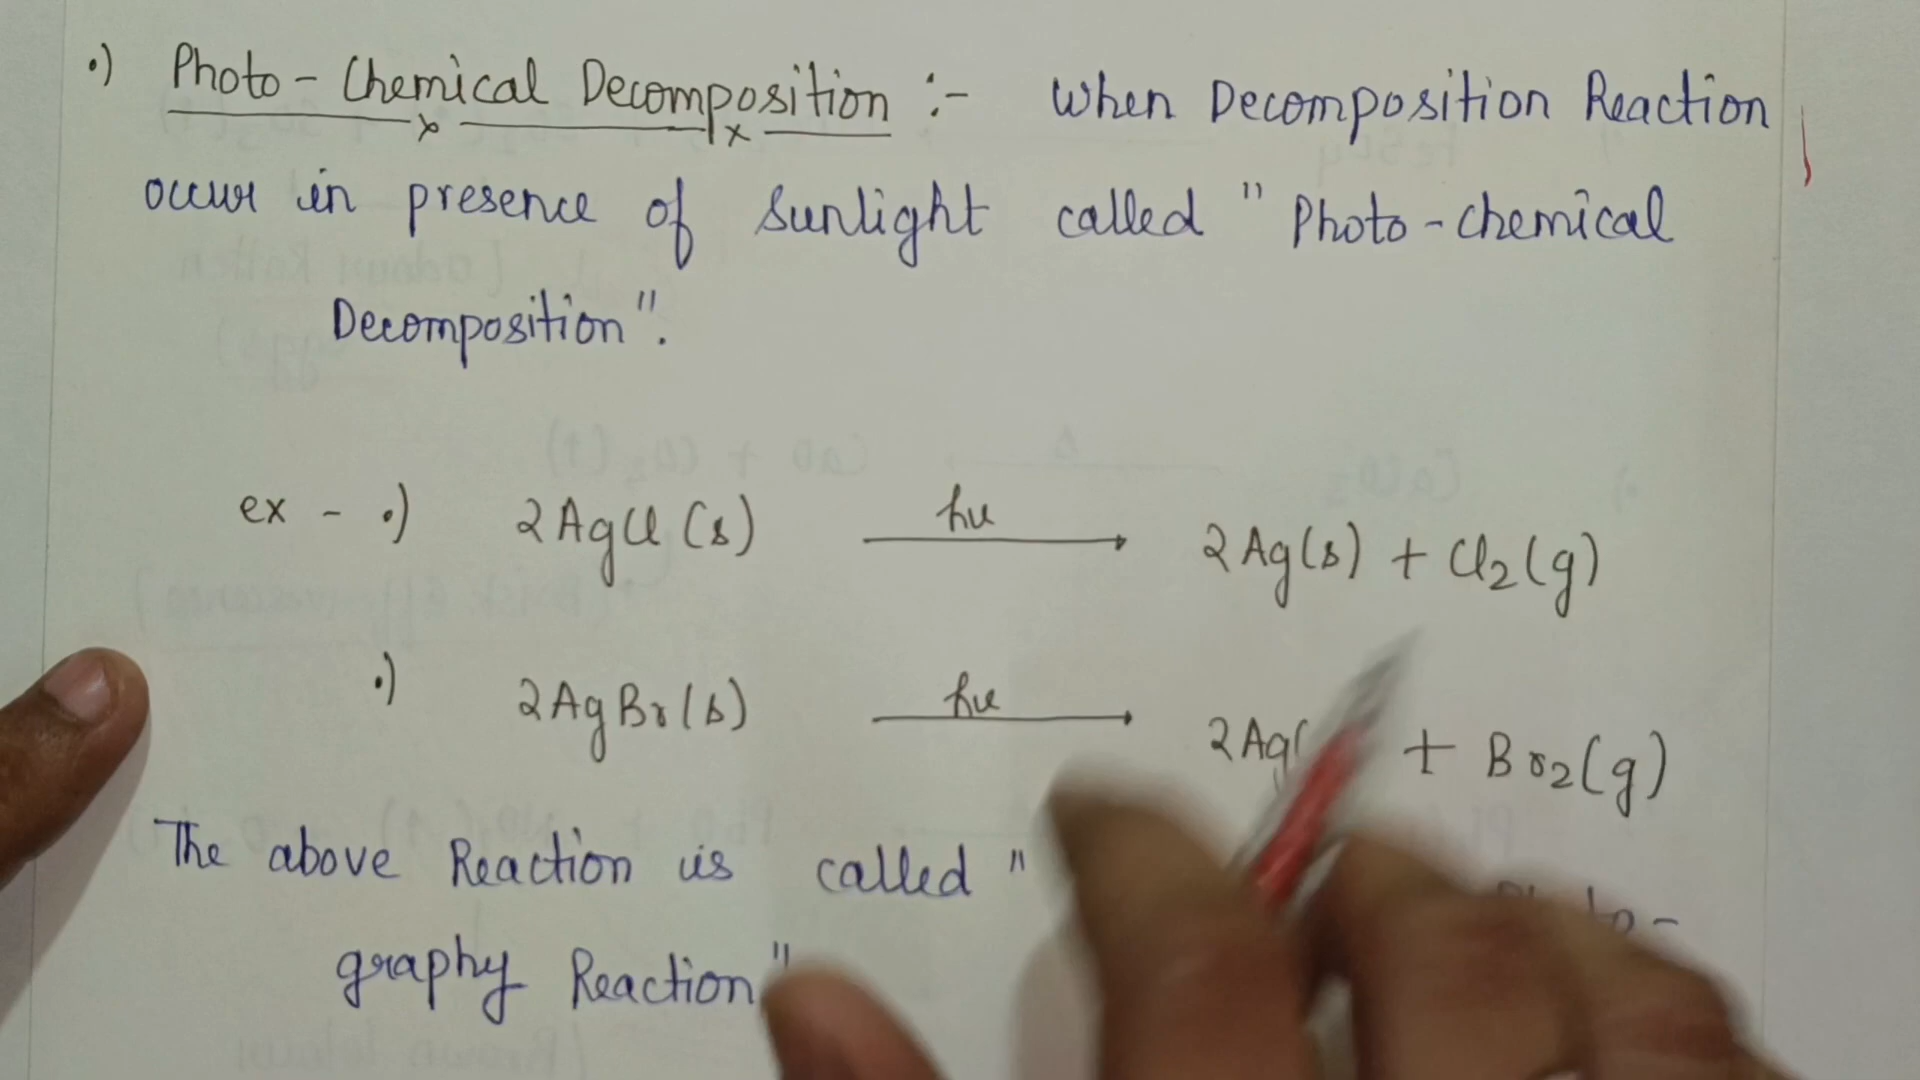 •) Photo - Chemical Decomposition :- When Decomposition Reaction
occur in presence of Sunlight called "Photo-chemical
Decomposition".
ex - •) 2AgCl(s) hν → 2Ag(s) + Cl2(g)
•) 2AgBr(s) hν → 2Ag( + Br2(g)
The above Reaction is called "
graphy Reaction"